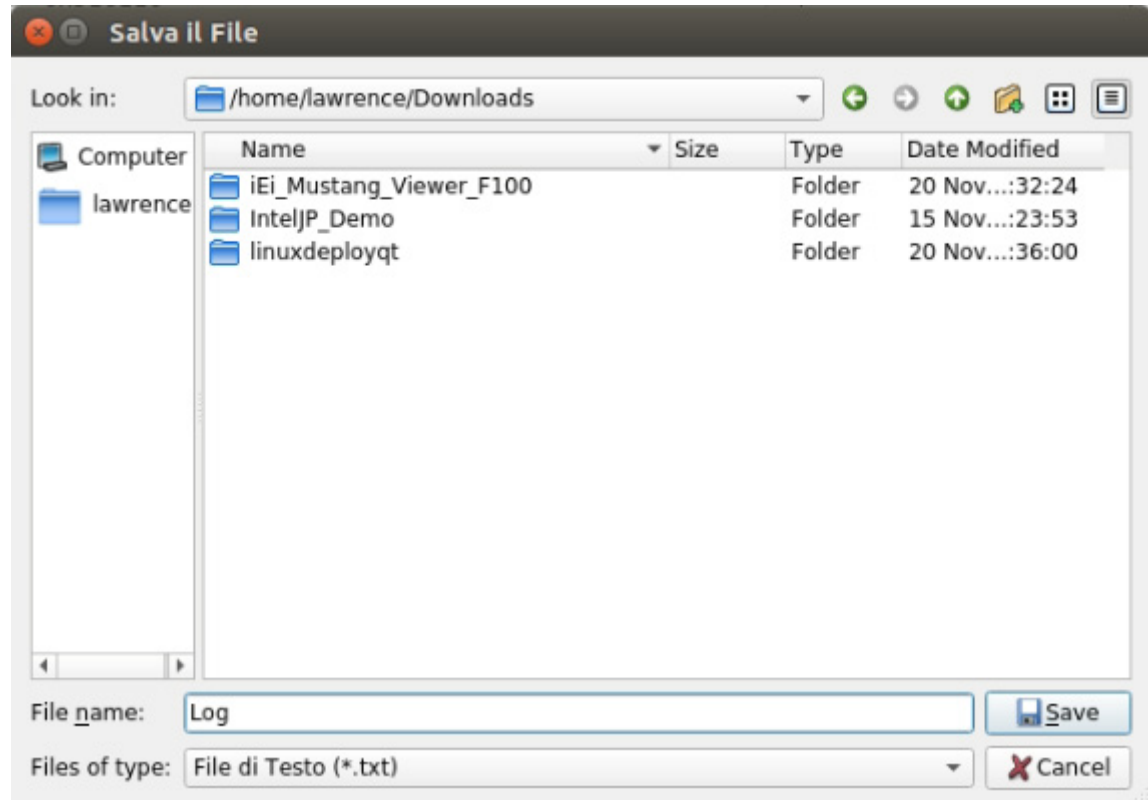 Salva il File
Look in: /home/lawrence/Downloads
Computer
lawrence
Name Size Type Date Modified
iEi_Mustang_Viewer_F100 Folder 20 Nov...:32:24
IntelJP_Demo Folder 15 Nov...:23:53
linuxdeployqt Folder 20 Nov...:36:00
File name: Log Save
Files of type: File di Testo (*.txt) Cancel